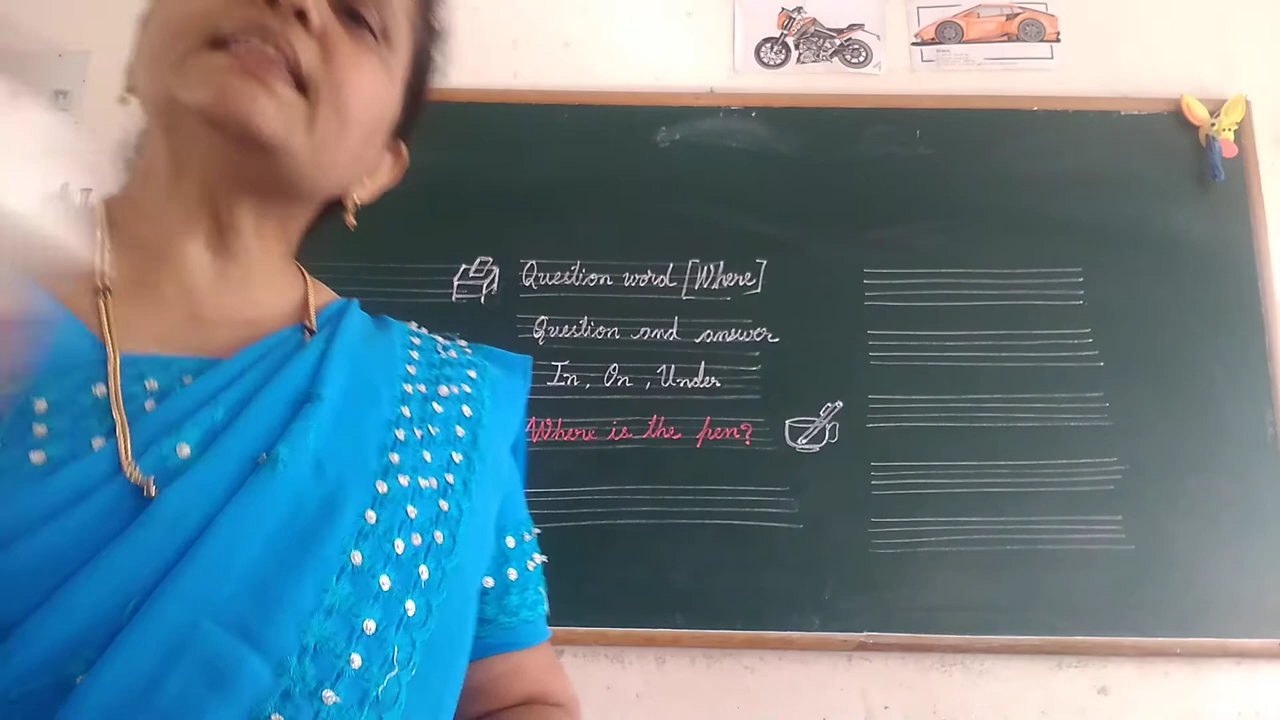 Question word [Where]
Question and answer
In, On, Under
Where is the pen?